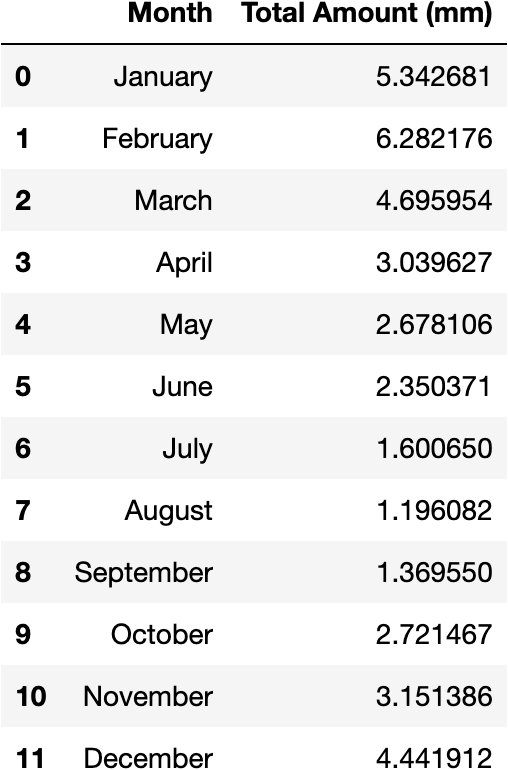 Month Total Amount (mm)
0 January 5.342681
1 February 6.282176
2 March 4.695954
3 April 3.039627
4 May 2.678106
5 June 2.350371
6 July 1.600650
7 August 1.196082
8 September 1.369550
9 October 2.721467
10 November 3.151386
11 December 4.441912